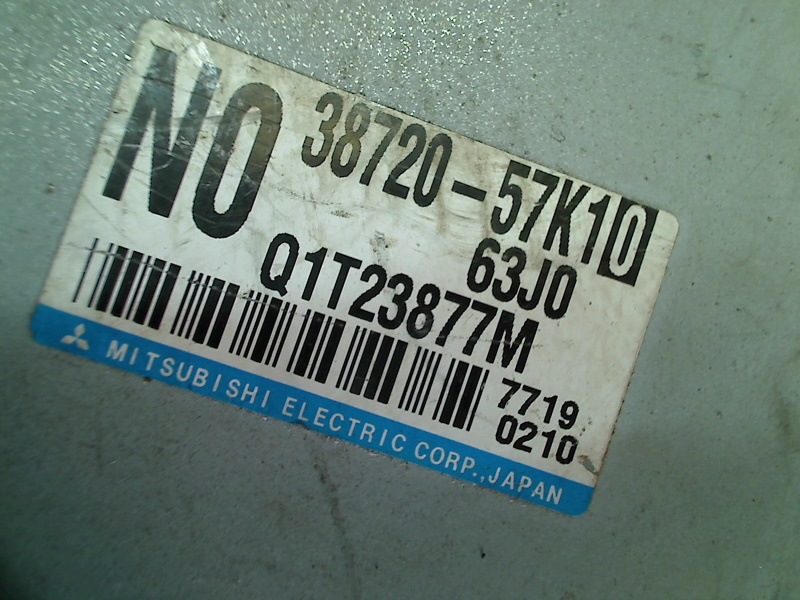 NO 38720-57K10
63J0
Q1T23877M
7719
0210
MITSUBISHI ELECTRIC CORP.,JAPAN